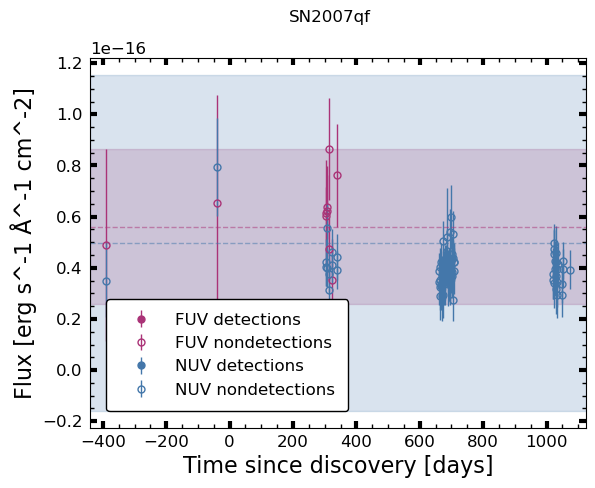 SN2007qf
1e−16
1.2
1.0
0.8
0.6
0.4
0.2
0.0
−0.2
Flux [erg s^-1 Å^-1 cm^-2]
FUV detections
FUV nondetections
NUV detections
NUV nondetections
−400 −200 0 200 400 600 800 1000
Time since discovery [days]